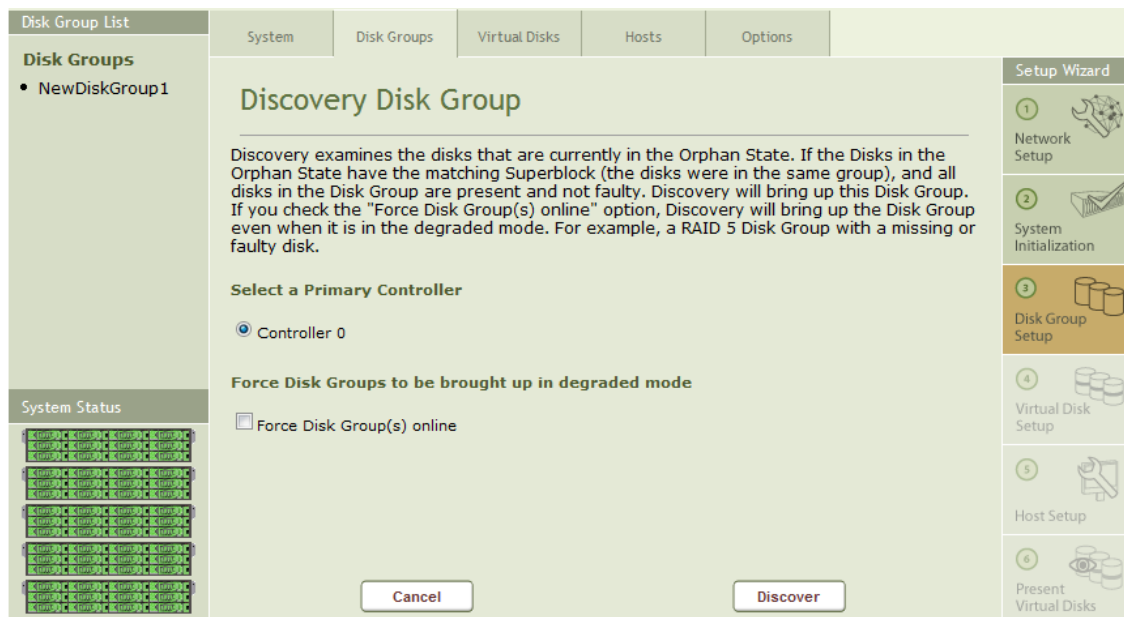 Disk Group List
Disk Groups
• NewDiskGroup1
System Status
System
Disk Groups
Virtual Disks
Hosts
Options
Discovery Disk Group
Discovery examines the disks that are currently in the Orphan State. If the Disks in the
Orphan State have the matching Superblock (the disks were in the same group), and all
disks in the Disk Group are present and not faulty. Discovery will bring up this Disk Group.
If you check the "Force Disk Group(s) online" option, Discovery will bring up the Disk Group
even when it is in the degraded mode. For example, a RAID 5 Disk Group with a missing or
faulty disk.
Select a Primary Controller
Controller 0
Force Disk Groups to be brought up in degraded mode
Force Disk Group(s) online
Cancel
Discover
Setup Wizard
1
Network
Setup
2
System
Initialization
3
Disk Group
Setup
4
Virtual Disk
Setup
5
Host Setup
6
Present
Virtual Disks